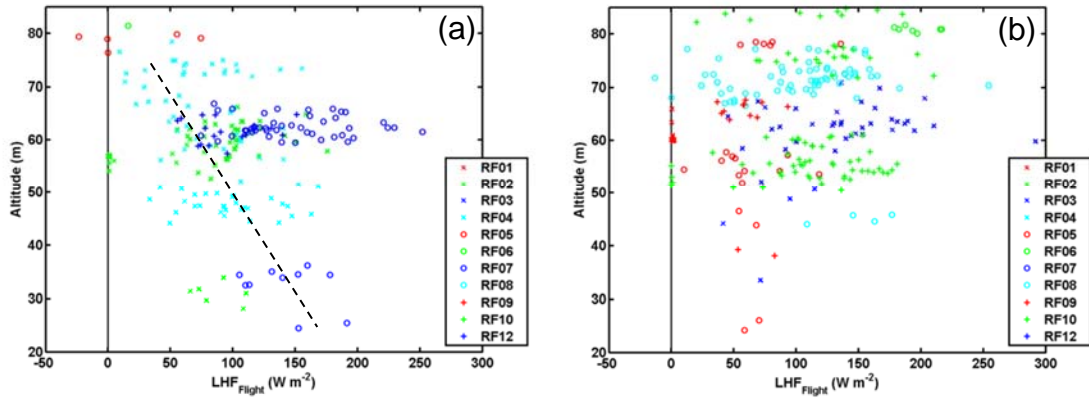 (a)
Altitude (m)
80
70
60
50
40
30
20
-50 0 50 100 150 200 250 300
LHF_Flight (W m⁻²)
RF01
RF02
RF03
RF04
RF05
RF06
RF07
RF08
RF09
RF10
RF12
(b)
Altitude (m)
80
70
60
50
40
30
20
-50 0 50 100 150 200 250 300
LHF_Flight (W m⁻²)
RF01
RF02
RF03
RF04
RF05
RF06
RF07
RF08
RF09
RF10
RF12